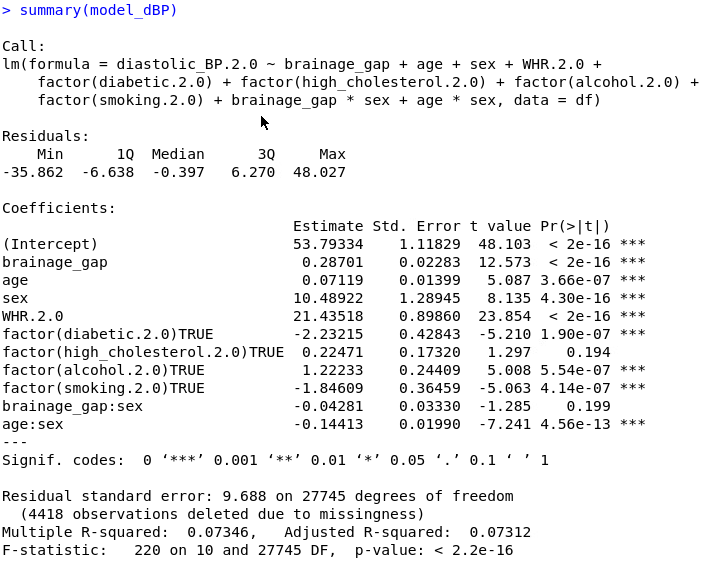 > summary(model_dBP)
Call:
lm(formula = diastolic_BP.2.0 ~ brainage_gap + age + sex + WHR.2.0 +
    factor(diabetic.2.0) + factor(high_cholesterol.2.0) + factor(alcohol.2.0) +
    factor(smoking.2.0) + brainage_gap * sex + age * sex, data = df)
Residuals:
    Min      1Q  Median      3Q     Max
-35.862  -6.638  -0.397   6.270  48.027
Coefficients:
                                  Estimate Std. Error t value Pr(>|t|)
(Intercept)                       53.79334    1.11829  48.103  < 2e-16 ***
brainage_gap                       0.28701    0.02283  12.573  < 2e-16 ***
age                                0.07119    0.01399   5.087 3.66e-07 ***
sex                               10.48922    1.28945   8.135 4.30e-16 ***
WHR.2.0                           21.43518    0.89860  23.854  < 2e-16 ***
factor(diabetic.2.0)TRUE          -2.23215    0.42843  -5.210 1.90e-07 ***
factor(high_cholesterol.2.0)TRUE  0.22471    0.17320   1.297    0.194
factor(alcohol.2.0)TRUE            1.22233    0.24409   5.008 5.54e-07 ***
factor(smoking.2.0)TRUE           -1.84609    0.36459  -5.063 4.14e-07 ***
brainage_gap:sex                  -0.04281    0.03330  -1.285    0.199
age:sex                           -0.14413    0.01990  -7.241 4.56e-13 ***
---
Signif. codes:  0 ‘***’ 0.001 ‘**’ 0.01 ‘*’ 0.05 ‘.’ 0.1 ‘ ’ 1
Residual standard error: 9.688 on 27745 degrees of freedom
  (4418 observations deleted due to missingness)
Multiple R-squared:  0.07346,	Adjusted R-squared:  0.07312
F-statistic:   220 on 10 and 27745 DF,  p-value: < 2.2e-16